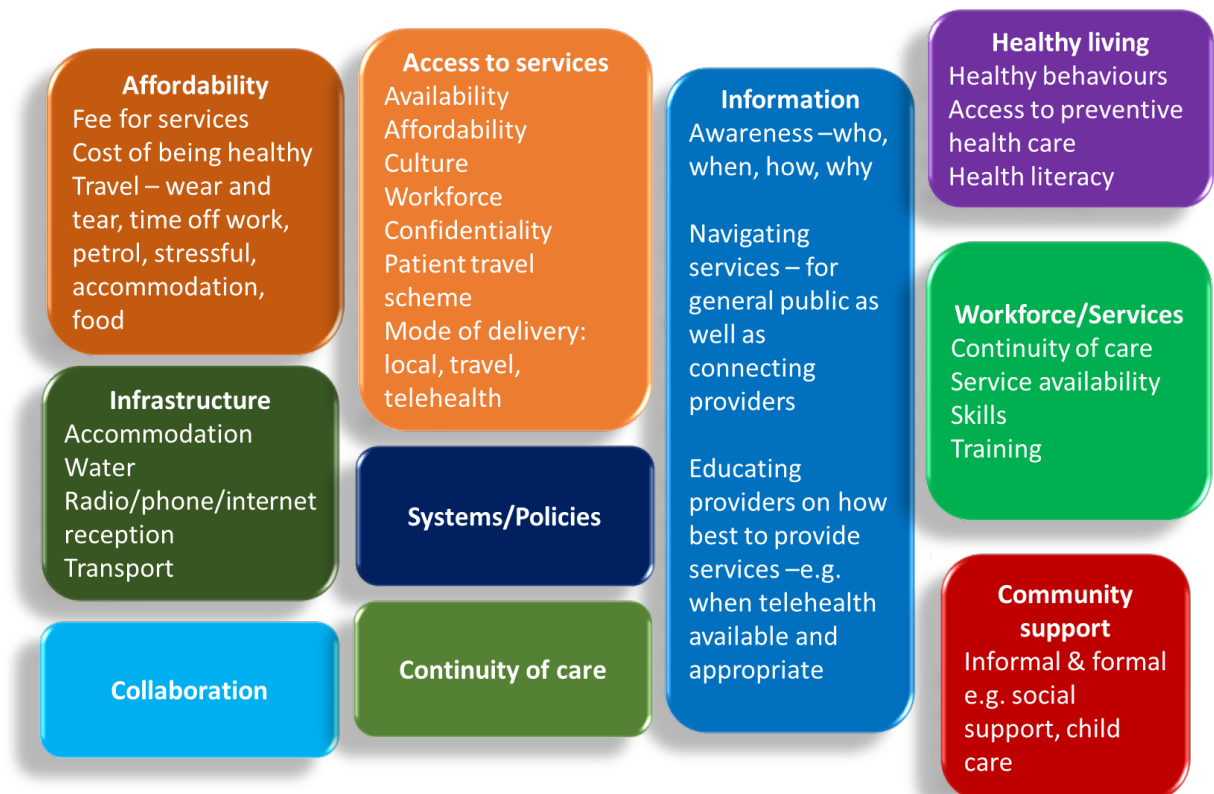 Affordability
Fee for services
Cost of being healthy
Travel – wear and
tear, time off work,
petrol, stressful,
accommodation,
food
Infrastructure
Accommodation
Water
Radio/phone/internet
reception
Transport
Collaboration
Access to services
Availability
Affordability
Culture
Workforce
Confidentiality
Patient travel
scheme
Mode of delivery:
local, travel,
telehealth
Systems/Policies
Continuity of care
Information
Awareness –who,
when, how, why
Navigating
services – for
general public as
well as
connecting
providers
Educating
providers on how
best to provide
services –e.g.
when telehealth
available and
appropriate
Healthy living
Healthy behaviours
Access to preventive
health care
Health literacy
Workforce/Services
Continuity of care
Service availability
Skills
Training
Community
support
Informal & formal
e.g. social
support, child
care